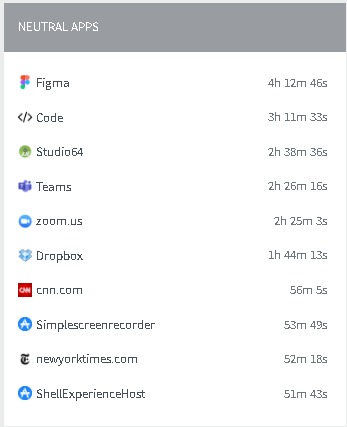 NEUTRAL APPS
Figma 4h 12m 46s
Code 3h 11m 33s
Studio64 2h 38m 36s
Teams 2h 26m 16s
zoom.us 2h 25m 3s
Dropbox 1h 44m 13s
CNN cnn.com 56m 5s
Simplescreenrecorder 53m 49s
newyorktimes.com 52m 18s
ShellExperienceHost 51m 43s